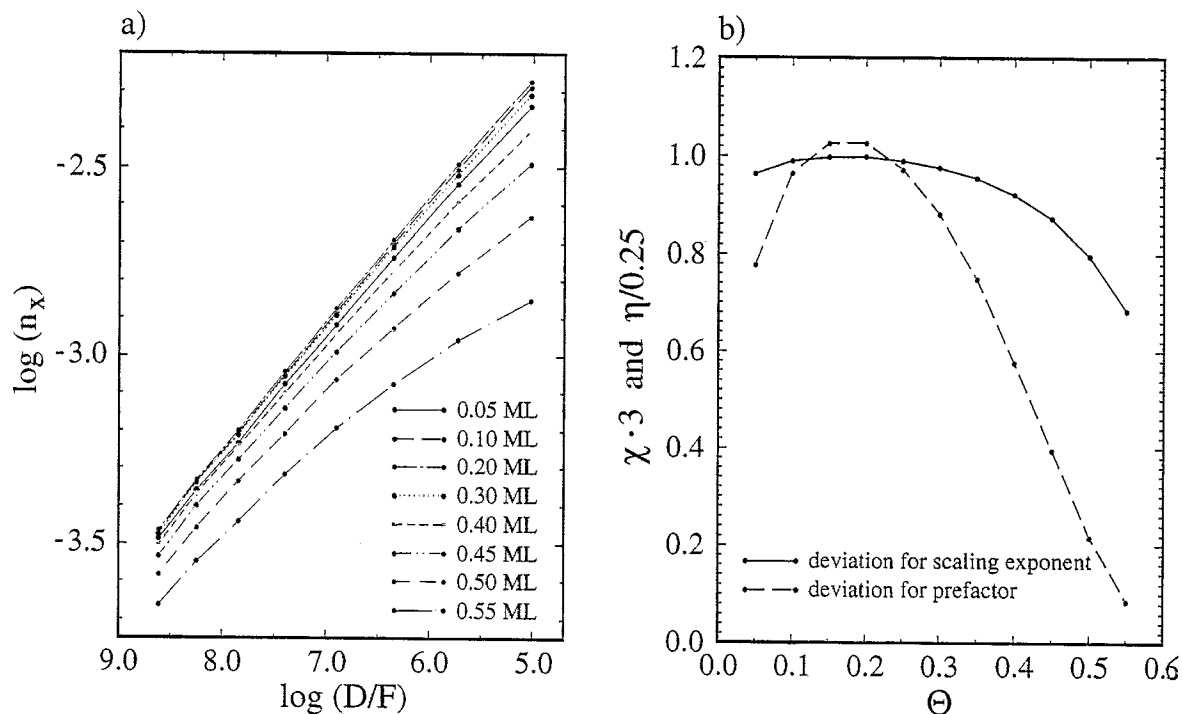 a)
-2.5
-3.0
-3.5
log (nx)
9.0 8.0 7.0 6.0 5.0
log (D/F)
0.05 ML
0.10 ML
0.20 ML
0.30 ML
0.40 ML
0.45 ML
0.50 ML
0.55 ML
b)
1.2
1.0
0.8
0.6
0.4
0.2
0.0
χ·3 and η/0.25
0.0 0.1 0.2 0.3 0.4 0.5 0.6
Θ
deviation for scaling exponent
deviation for prefactor